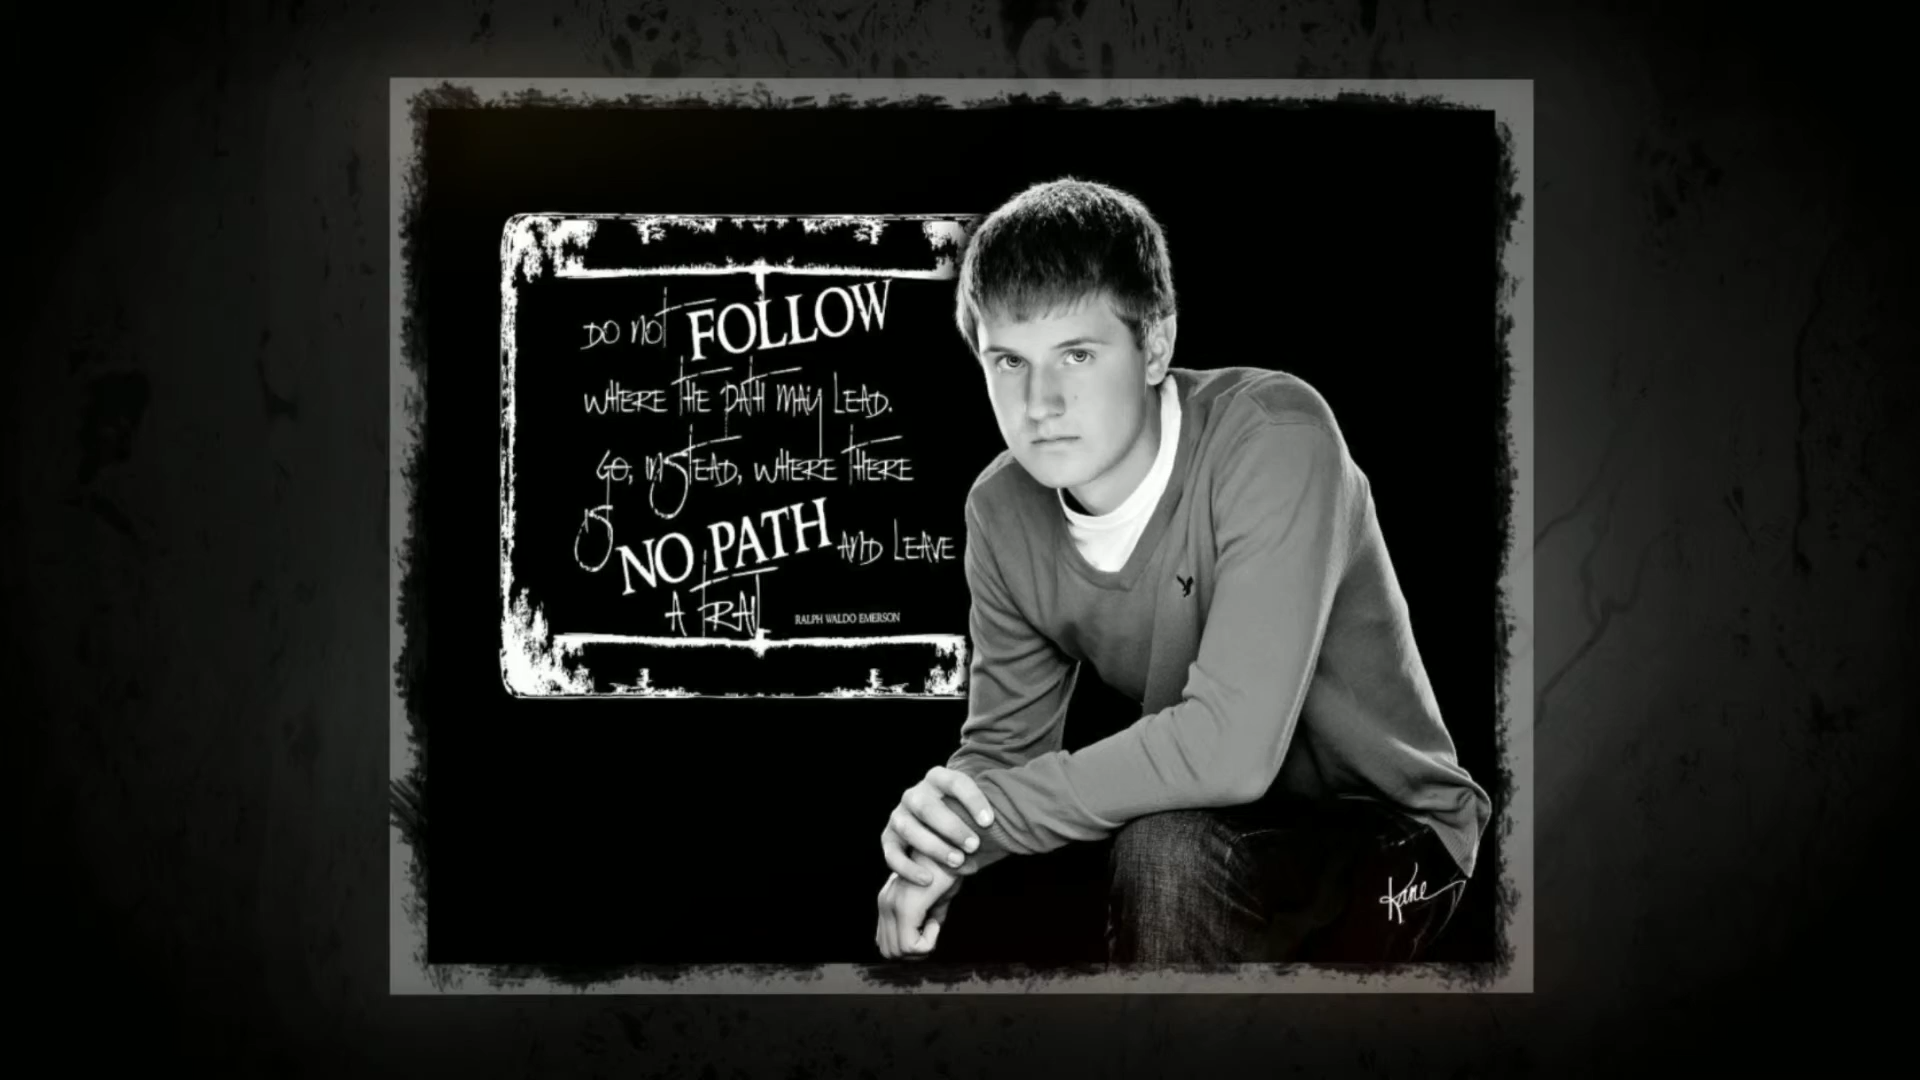 DO NOT FOLLOW
WHERE THE PATH MAY LEAD.
GO, INSTEAD, WHERE THERE
IS NO PATH AND LEAVE
A TRAIL
RALPH WALDO EMERSON
Kane